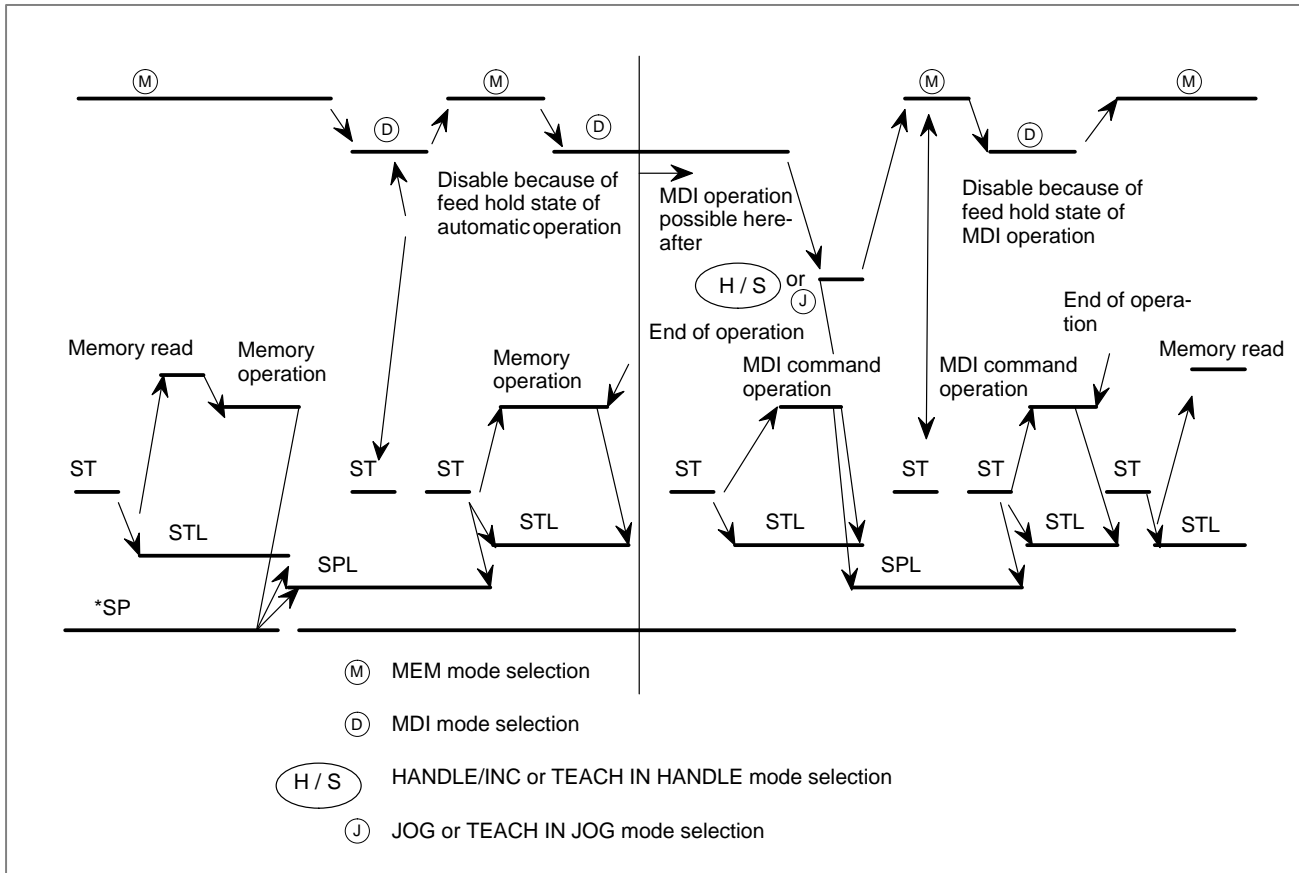 M
M
M
M
D
D
D
Disable because of
feed hold state of
automatic operation
MDI operation
possible here-
after
Disable because of
feed hold state of
MDI operation
H / S
or
J
End of operation
End of opera-
tion
Memory read
Memory
operation
Memory
operation
MDI command
operation
MDI command
operation
Memory read
ST
ST
ST
ST
ST
ST
ST
STL
STL
STL
STL
STL
SPL
SPL
*SP
M MEM mode selection
D MDI mode selection
H / S HANDLE/INC or TEACH IN HANDLE mode selection
J JOG or TEACH IN JOG mode selection